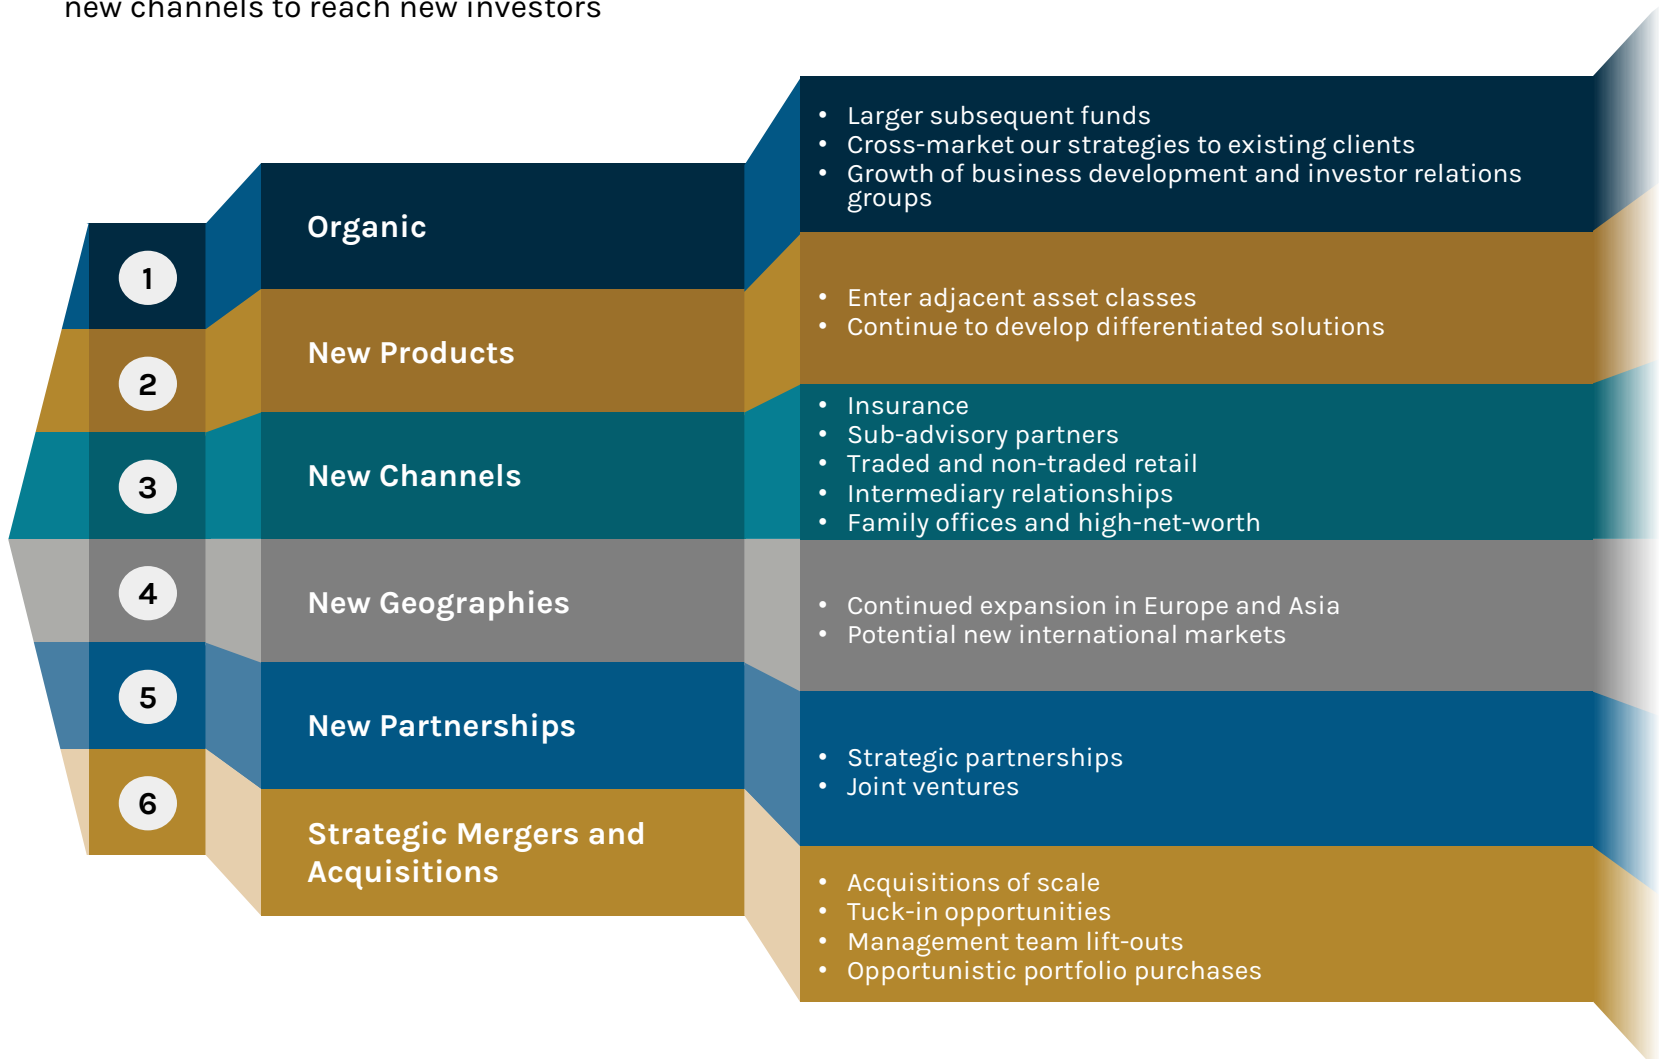 new channels to reach new investors
1
Organic
• Larger subsequent funds
• Cross-market our strategies to existing clients
• Growth of business development and investor relations
groups
2
New Products
• Enter adjacent asset classes
• Continue to develop differentiated solutions
3
New Channels
• Insurance
• Sub-advisory partners
• Traded and non-traded retail
• Intermediary relationships
• Family offices and high-net-worth
4
New Geographies
• Continued expansion in Europe and Asia
• Potential new international markets
5
New Partnerships
• Strategic partnerships
• Joint ventures
6
Strategic Mergers and
Acquisitions
• Acquisitions of scale
• Tuck-in opportunities
• Management team lift-outs
• Opportunistic portfolio purchases